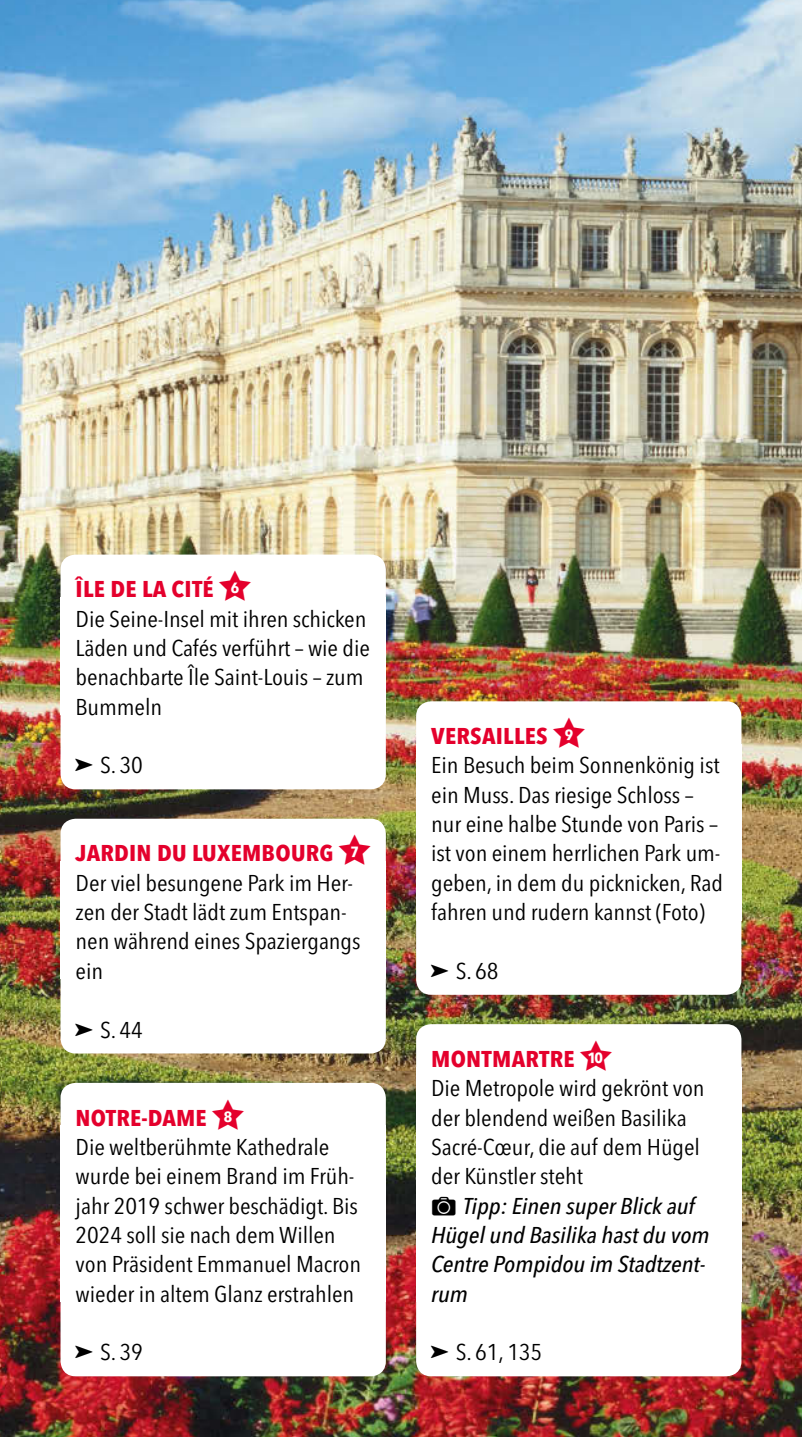 ÎLE DE LA CITÉ 6
Die Seine-Insel mit ihren schicken
Läden und Cafés verführt – wie die
benachbarte Île Saint-Louis – zum
Bummeln
➤ S. 30
JARDIN DU LUXEMBOURG 7
Der viel besungene Park im Her-
zen der Stadt lädt zum Entspan-
nen während eines Spaziergangs
ein
➤ S. 44
NOTRE-DAME 8
Die weltberühmte Kathedrale
wurde bei einem Brand im Früh-
jahr 2019 schwer beschädigt. Bis
2024 soll sie nach dem Willen
von Präsident Emmanuel Macron
wieder in altem Glanz erstrahlen
➤ S. 39
VERSAILLES 9
Ein Besuch beim Sonnenkönig ist
ein Muss. Das riesige Schloss –
nur eine halbe Stunde von Paris –
ist von einem herrlichen Park um-
geben, in dem du picknicken, Rad
fahren und rudern kannst (Foto)
➤ S. 68
MONTMARTRE 10
Die Metropole wird gekrönt von
der blendend weißen Basilika
Sacré-Cœur, die auf dem Hügel
der Künstler steht
Tipp: Einen super Blick auf
Hügel und Basilika hast du vom
Centre Pompidou im Stadtzent-
rum
➤ S. 61, 135